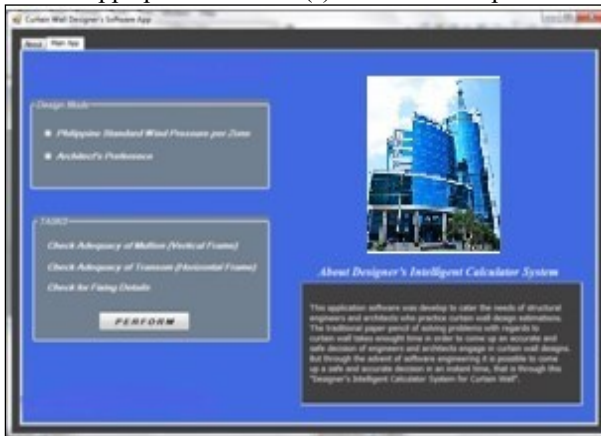 Curtain Wall Designer's Software App
About Main App
Design Mode
Philippine Standard Wind Pressure per Zone
Architect's Preference
TASKS
Check Adequacy of Mullion (Vertical Frame)
Check Adequacy of Transom (Horizontal Frame)
Check for Fixing Details
PERFORM
About Designer's Intelligent Calculator System
This application software was develop to cater the needs of structural
engineers and architects who practice curtain wall design estimations.
The traditional paper pencil of solving problems with regards to
curtain wall takes enought time in order to come up an accurate and
safe decision of engineers and architects engage in curtain wall designs.
But through the advent of software engineering it is possible to come
up a safe and accurate decision in an instant time, that is through this
"Designer's Intelligent Calculator System for Curtain Wall".